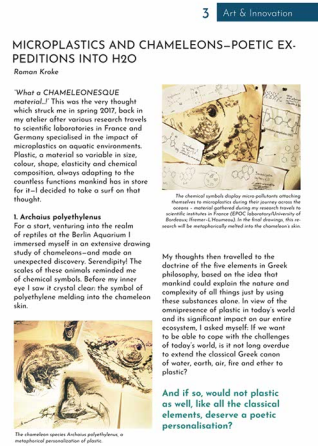 3 Art & Innovation
MICROPLASTICS AND CHAMELEONS—POETIC EX-
PEDITIONS INTO H2O
Roman Kroke
"What a CHAMELEONESQUE
material...!" This was the very thought
which struck me in spring 2017, back in
my atelier after various research travels
to scientific laboratories in France and
Germany specialised in the impact of
microplastics on aquatic environments.
Plastic, a material so variable in size,
colour, shape, elasticity and chemical
composition, always adapting to the
countless functions mankind has in store
for it—I decided to take a surf on that
thought.
I. Archaius polyethylenus
For a start, venturing into the realm
of reptiles at the Berlin Aquarium I
immersed myself in an extensive drawing
study of chameleons—and made an
unexpected discovery. Serendipity! The
scales of these animals reminded me
of chemical symbols. Before my inner
eye I saw it crystal clear: the symbol of
polyethylene melding into the chameleon
skin.
The chameleon species Archaius polyethylenus, a
metaphorical personalization of plastic.
The chemical symbols display micro-pollutants attaching
themselves to microplastics during their journey across the
oceans – material gathered during my research travels to
scientific institutes in France (EPOC laboratory/University of
Bordeaux; Ifremer-L'Houmeau). In the final drawings, this re-
search will be metaphorically melted into the chameleon's skin.
My thoughts then travelled to the
doctrine of the five elements in Greek
philosophy, based on the idea that
mankind could explain the nature and
complexity of all things just by using
these substances alone. In view of the
omnipresence of plastic in today's world
and its significant impact on our entire
ecosystem, I asked myself: If we want
to be able to cope with the challenges
of today's world, is it not long overdue
to extend the classical Greek canon
of water, earth, air, fire and ether to
plastic?
And if so, would not plastic
as well, like all the classical
elements, deserve a poetic
personalisation?